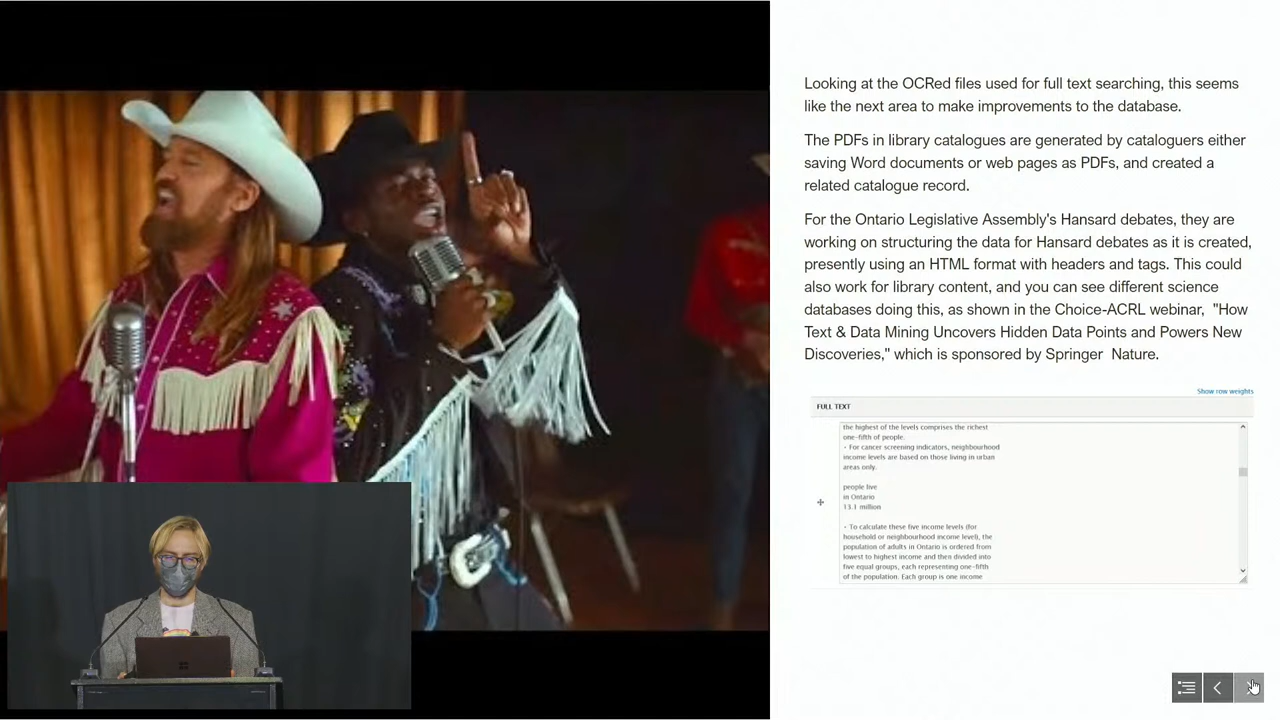 Looking at the OCRed files used for full text searching, this seems
like the next area to make improvements to the database.
The PDFs in library catalogues are generated by cataloguers either
saving Word documents or web pages as PDFs, and created a
related catalogue record.
For the Ontario Legislative Assembly's Hansard debates, they are
working on structuring the data for Hansard debates as it is created,
presently using an HTML format with headers and tags. This could
also work for library content, and you can see different science
databases doing this, as shown in the Choice-ACRL webinar, "How
Text & Data Mining Uncovers Hidden Data Points and Powers New
Discoveries," which is sponsored by Springer Nature.
Show row weights
FULL TEXT
the highest of the levels comprises the richest
one-fifth of people.
• For cancer screening indicators, neighbourhood
income levels are based on those living in urban
areas only.
people live
in Ontario
13.1 million
• To calculate these five income levels (for
household or neighbourhood income level), the
population of adults in Ontario is ordered from
lowest to highest income and then divided into
five equal groups, each representing one-fifth
of the population. Each group is one income